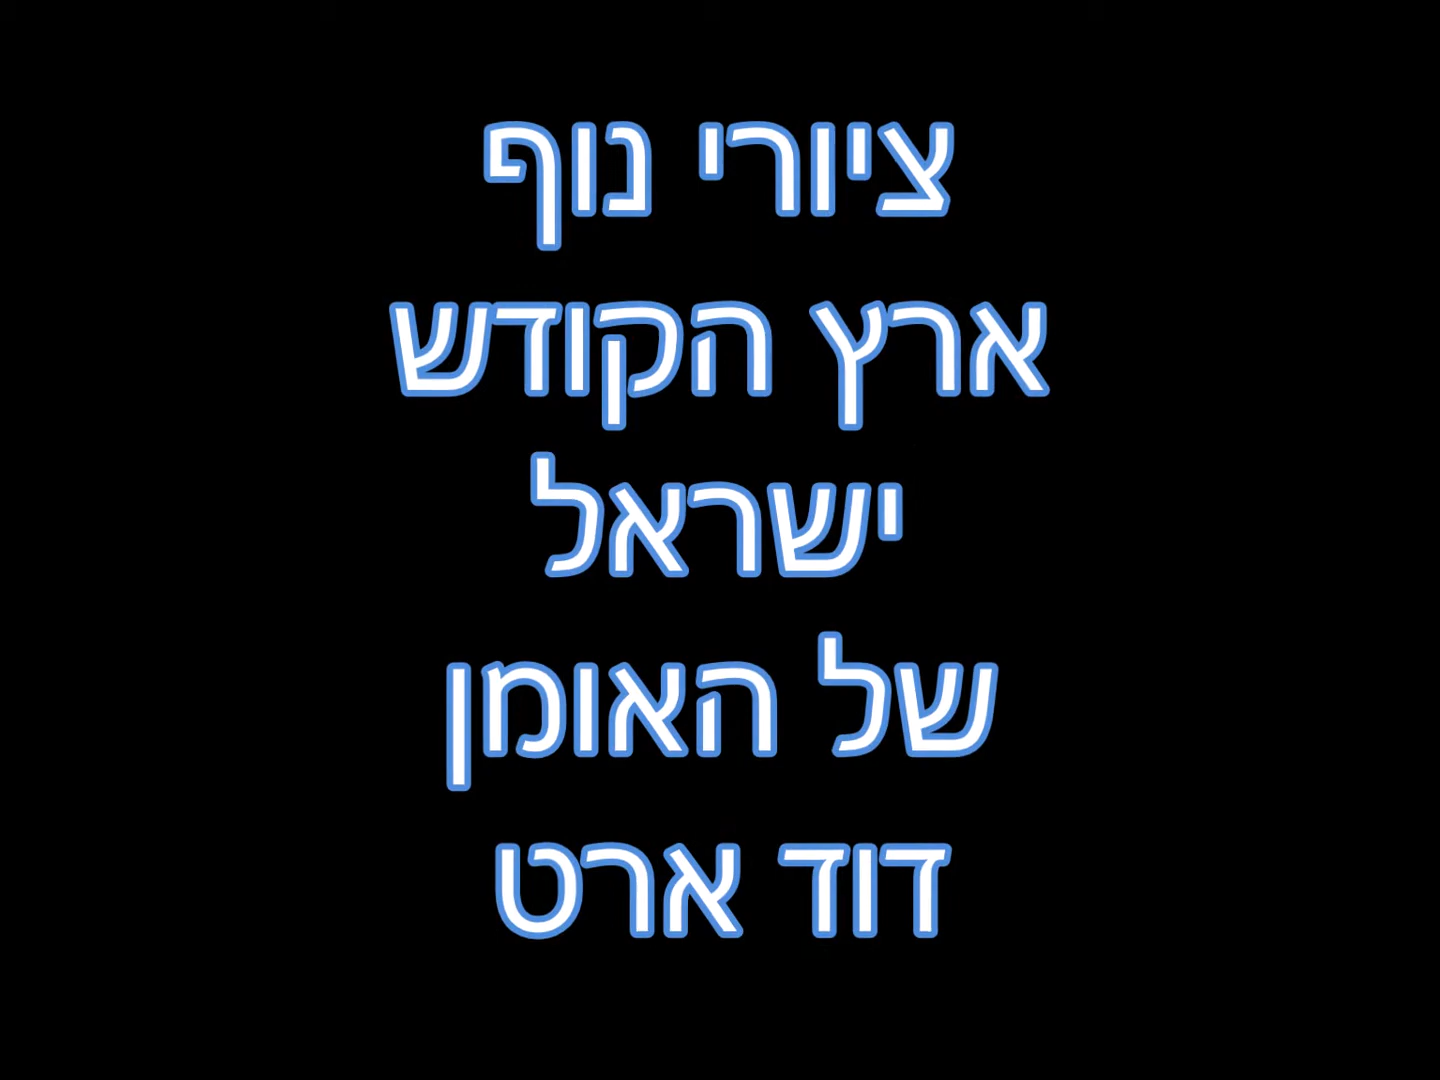 ציורי נוף
ארץ הקודש
ישראל
של האומן
דוד ארט